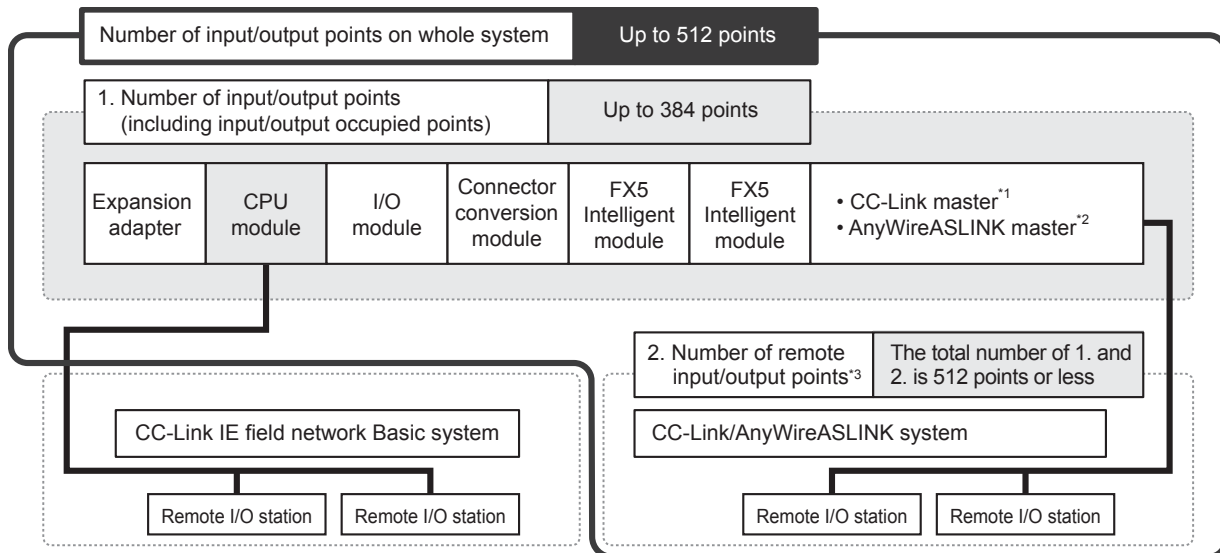 Number of input/output points on whole system
Up to 512 points
1. Number of input/output points
(including input/output occupied points)
Up to 384 points
Expansion
adapter
CPU
module
I/O
module
Connector
conversion
module
FX5
Intelligent
module
FX5
Intelligent
module
• CC-Link master*1
• AnyWireASLINK master*2
2. Number of remote
input/output points*3
The total number of 1. and
2. is 512 points or less
CC-Link IE field network Basic system
Remote I/O station
Remote I/O station
CC-Link/AnyWireASLINK system
Remote I/O station
Remote I/O station